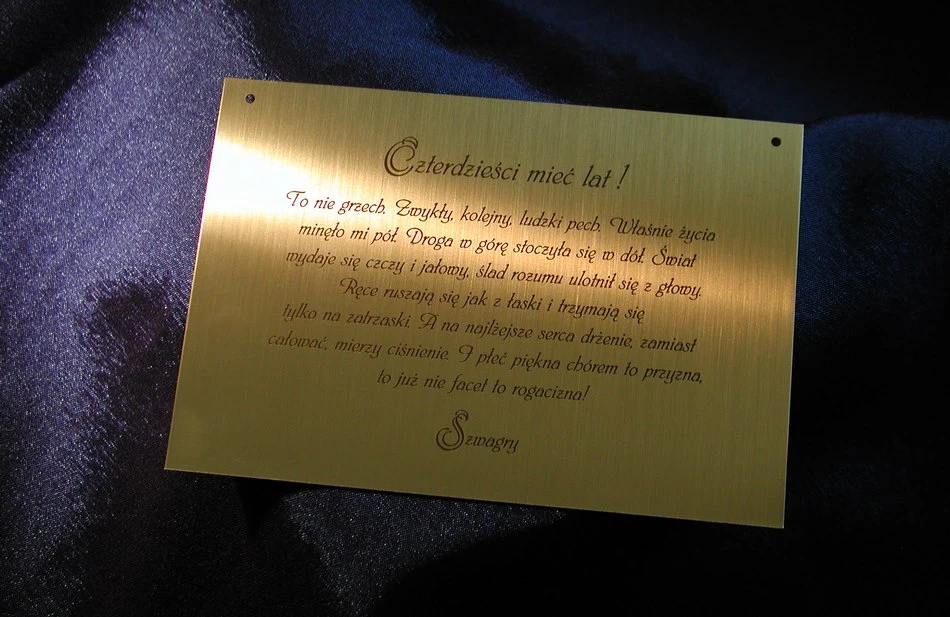 Czterdzieści mieć lat !
To nie grzech. Zwykły, kolejny, ludzki pech. Właśnie życia
minęło mi pół. Droga w górę stoczyła się w dół. Świat
wydaje się czczy i jałowy, ślad rozumu ulotnił się z głowy.
Ręce ruszają się jak z łaski i trzymają się
tylko na zatrzaski. A na najlżejsze serca drżenie, zamiast
całować, mierzy ciśnienie. I płeć piękna chórem to przyzna,
to już nie facet to rogacizna!
Szwagry